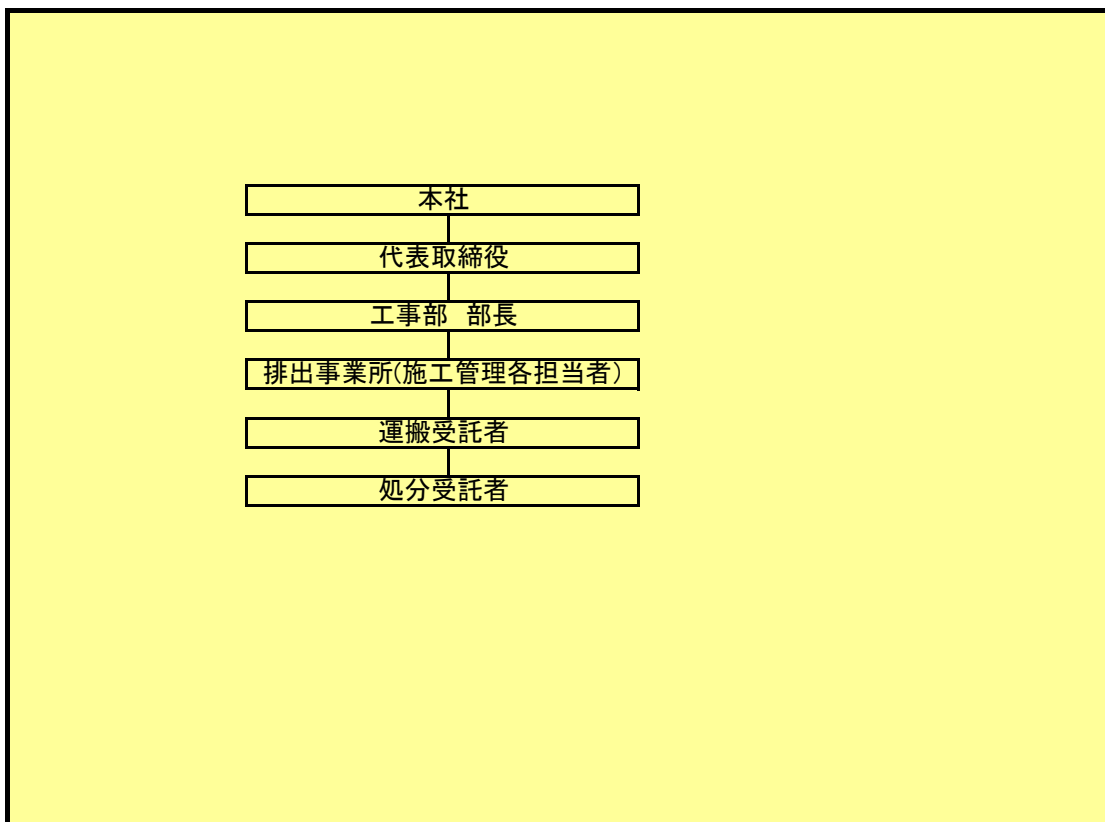 本社
代表取締役
工事部　部長
排出事業所(施工管理各担当者）
運搬受託者
処分受託者